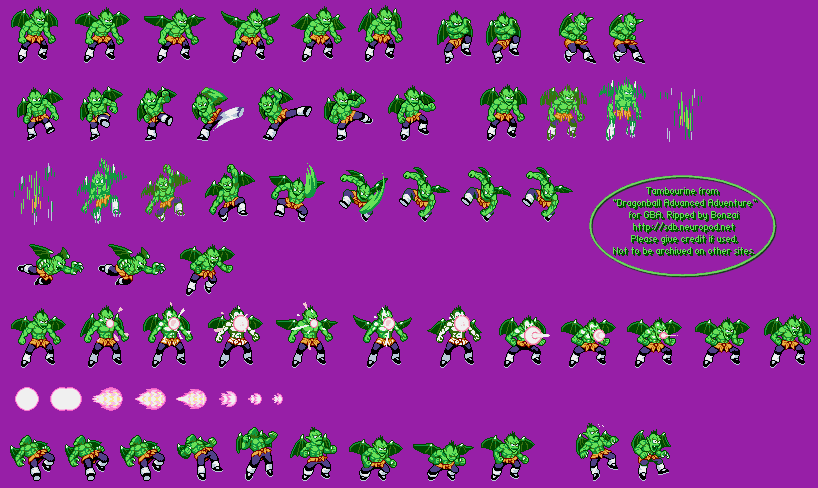 Tambourine from
"Dragonball Advanced Adventure"
for GBA. Ripped by Bonzai
http://sdb.neuropod.net
Please give credit if used.
Not to be archived on other sites.